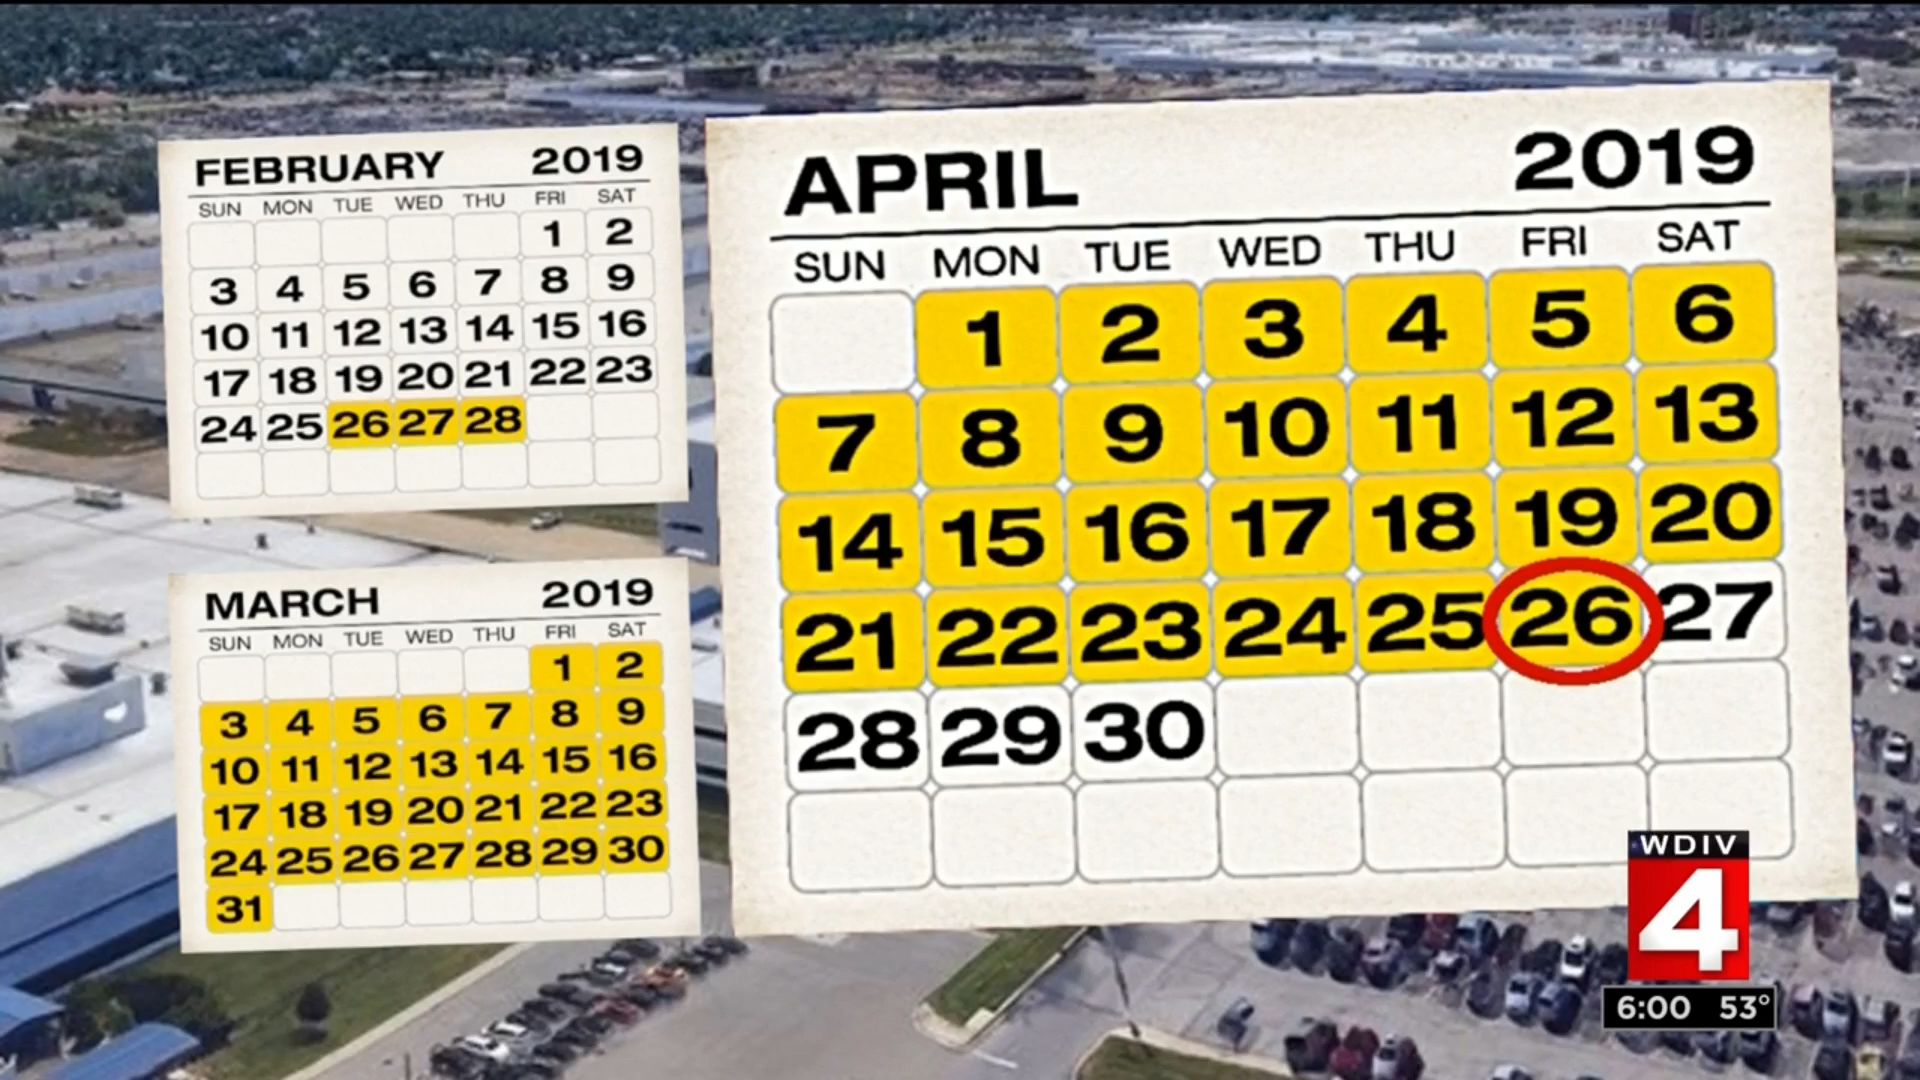 FEBRUARY 2019
SUN MON TUE WED THU FRI SAT
1 2
3 4 5 6 7 8 9
10 11 12 13 14 15 16
17 18 19 20 21 22 23
24 25 26 27 28
MARCH 2019
SUN MON TUE WED THU FRI SAT
1 2
3 4 5 6 7 8 9
10 11 12 13 14 15 16
17 18 19 20 21 22 23
24 25 26 27 28 29 30
31
APRIL 2019
SUN MON TUE WED THU FRI SAT
1 2 3 4 5 6
7 8 9 10 11 12 13
14 15 16 17 18 19 20
21 22 23 24 25 26 27
28 29 30
WDIV
4
6:00 53°